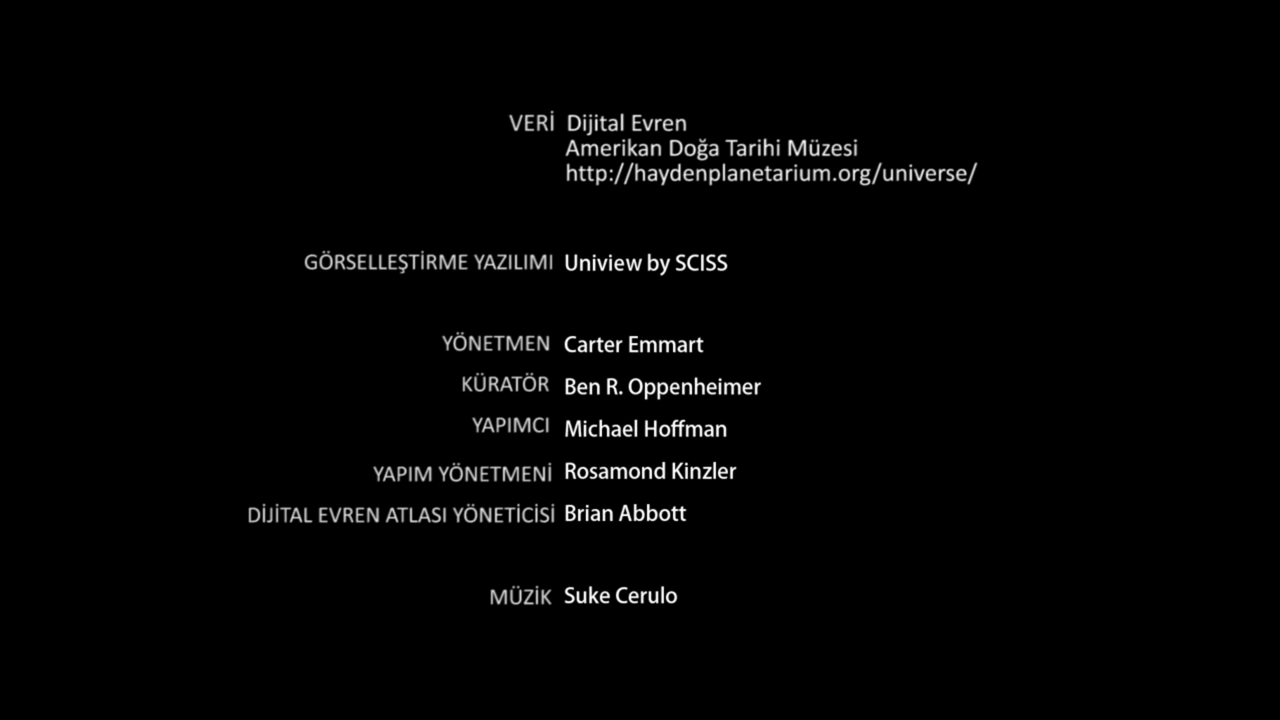 VERİ Dijital Evren
Amerikan Doğa Tarihi Müzesi
http://haydenplanetarium.org/universe/
GÖRSELLEŞTİRME YAZILIMI Uniview by SCISS
YÖNETMEN Carter Emmart
KÜRATÖR Ben R. Oppenheimer
YAPIMCI Michael Hoffman
YAPIM YÖNETMENİ Rosamond Kinzler
DİJİTAL EVREN ATLASI YÖNETİCİSİ Brian Abbott
MÜZİK Suke Cerulo